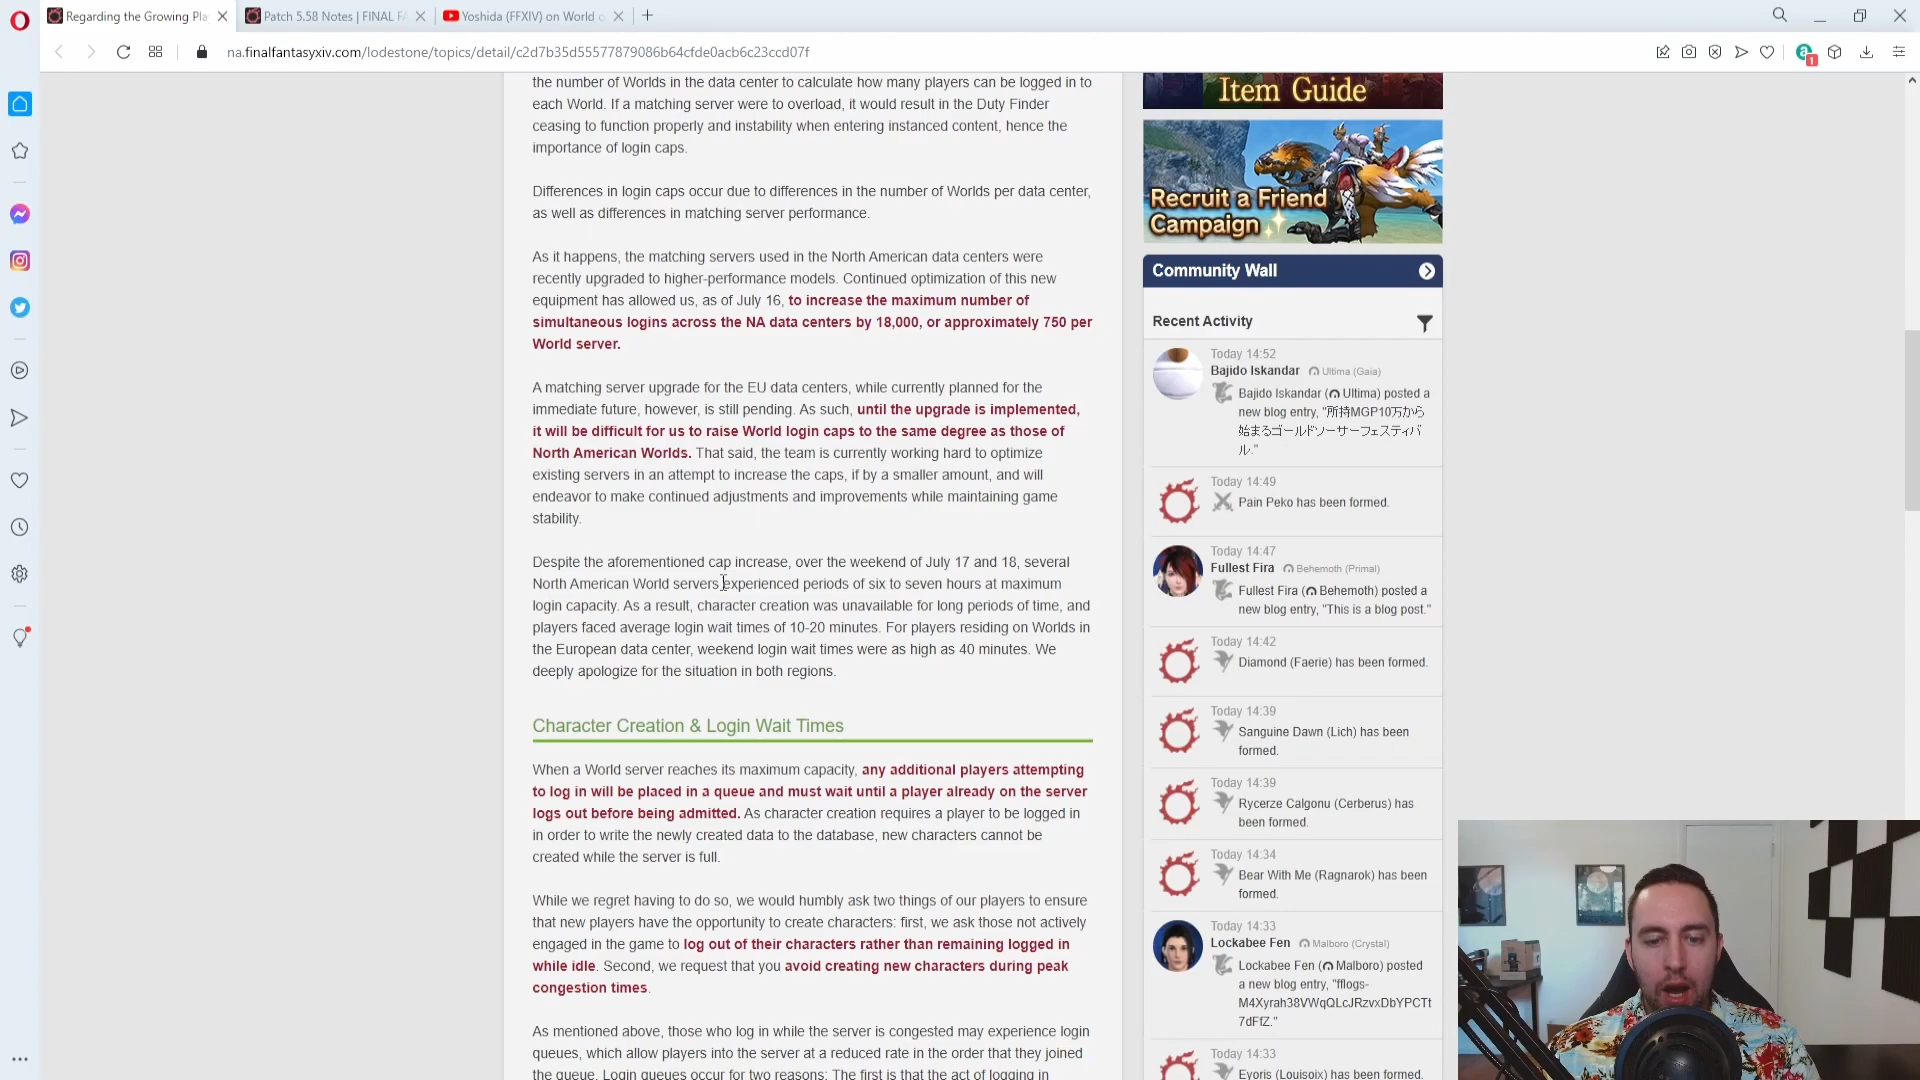 Regarding the Growing Pla
Patch 5.58 Notes | FINAL FA
Yoshida (FFXIV) on World o
na.finalfantasyxiv.com/lodestone/topics/detail/c2d7b35d55577879086b64cfde0acb6c23ccd07f
1
the number of Worlds in the data center to calculate how many players can be logged in to
each World. If a matching server were to overload, it would result in the Duty Finder
ceasing to function properly and instability when entering instanced content, hence the
importance of login caps.
Differences in login caps occur due to differences in the number of Worlds per data center,
as well as differences in matching server performance.
As it happens, the matching servers used in the North American data centers were
recently upgraded to higher-performance models. Continued optimization of this new
equipment has allowed us, as of July 16, to increase the maximum number of
simultaneous logins across the NA data centers by 18,000, or approximately 750 per
World server.
A matching server upgrade for the EU data centers, while currently planned for the
immediate future, however, is still pending. As such, until the upgrade is implemented,
it will be difficult for us to raise World login caps to the same degree as those of
North American Worlds. That said, the team is currently working hard to optimize
existing servers in an attempt to increase the caps, if by a smaller amount, and will
endeavor to make continued adjustments and improvements while maintaining game
stability.
Despite the aforementioned cap increase, over the weekend of July 17 and 18, several
North American World servers experienced periods of six to seven hours at maximum
login capacity. As a result, character creation was unavailable for long periods of time, and
players faced average login wait times of 10-20 minutes. For players residing on Worlds in
the European data center, weekend login wait times were as high as 40 minutes. We
deeply apologize for the situation in both regions.
Character Creation & Login Wait Times
When a World server reaches its maximum capacity, any additional players attempting
to log in will be placed in a queue and must wait until a player already on the server
logs out before being admitted. As character creation requires a player to be logged in
in order to write the newly created data to the database, new characters cannot be
created while the server is full.
While we regret having to do so, we would humbly ask two things of our players to ensure
that new players have the opportunity to create characters: first, we ask those not actively
engaged in the game to log out of their characters rather than remaining logged in
while idle. Second, we request that you avoid creating new characters during peak
congestion times.
As mentioned above, those who log in while the server is congested may experience login
queues, which allow players into the server at a reduced rate in the order that they joined
the queue. Login queues occur for two reasons: The first is that the act of logging in
Item Guide
Recruit a Friend
Campaign
Community Wall
Recent Activity
Today 14:52
Bajido Iskandar Ultima (Gaia)
Bajido Iskandar (Ultima) posted a
new blog entry, "所持MGP10万から
始まるゴールドソーサーフェスティバ
ル."
Today 14:49
Pain Peko has been formed.
Today 14:47
Fullest Fira Behemoth (Primal)
Fullest Fira (Behemoth) posted a
new blog entry, "This is a blog post."
Today 14:42
Diamond (Faerie) has been formed.
Today 14:39
Sanguine Dawn (Lich) has been
formed.
Today 14:39
Rycerze Calgonu (Cerberus) has
been formed.
Today 14:34
Bear With Me (Ragnarok) has been
formed.
Today 14:33
Lockabee Fen Malboro (Crystal)
Lockabee Fen (Malboro) posted
a new blog entry, "fflogs-
M4Xyrah38VWqQLcJRzvxDbYPCTt
7dFfZ."
Today 14:33
Eyoris (Louisoix) has been formed.